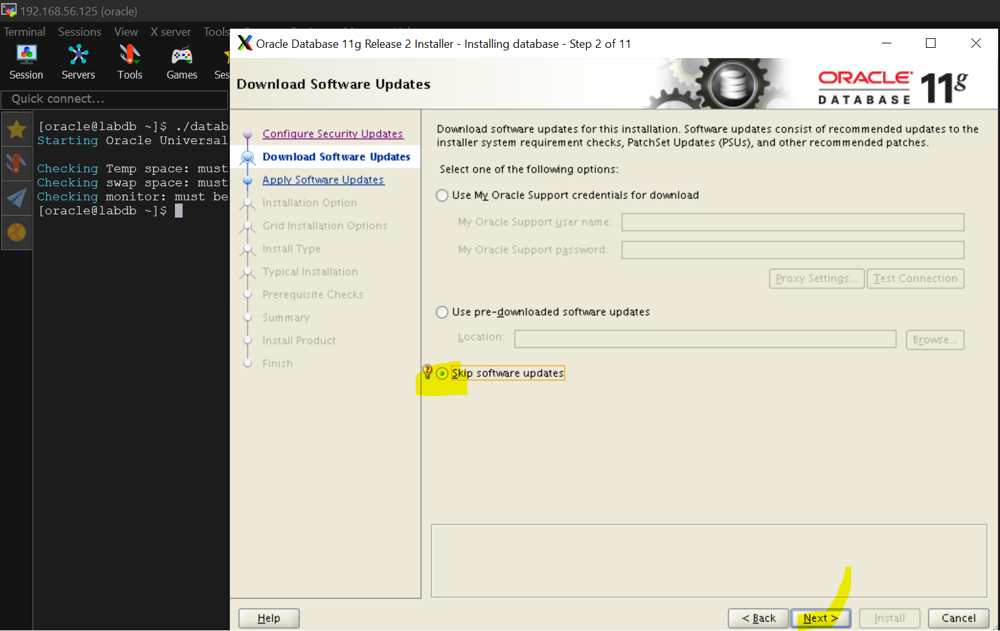 192.168.56.125 (oracle)
Terminal Sessions View X server Tools
Session Servers Tools Games Ses
Quick connect...
[oracle@labdb ~]$ ./datab
Starting Oracle Universal
Checking Temp space: must
Checking swap space: must
Checking monitor: must be
[oracle@labdb ~]$
Oracle Database 11g Release 2 Installer - Installing database - Step 2 of 11
Download Software Updates
ORACLE
DATABASE 11g
Configure Security Updates
Download Software Updates
Apply Software Updates
Installation Option
Grid Installation Options
Install Type
Typical Installation
Prerequisite Checks
Summary
Install Product
Finish
Download software updates for this installation. Software updates consist of recommended updates to the
installer system requirement checks, PatchSet Updates (PSUs), and other recommended patches.
Select one of the following options:
Use My Oracle Support credentials for download
My Oracle Support user name:
My Oracle Support password:
Proxy Settings... Test Connection
Use pre-downloaded software updates
Location: Browse...
Skip software updates
Help < Back Next > Install Cancel